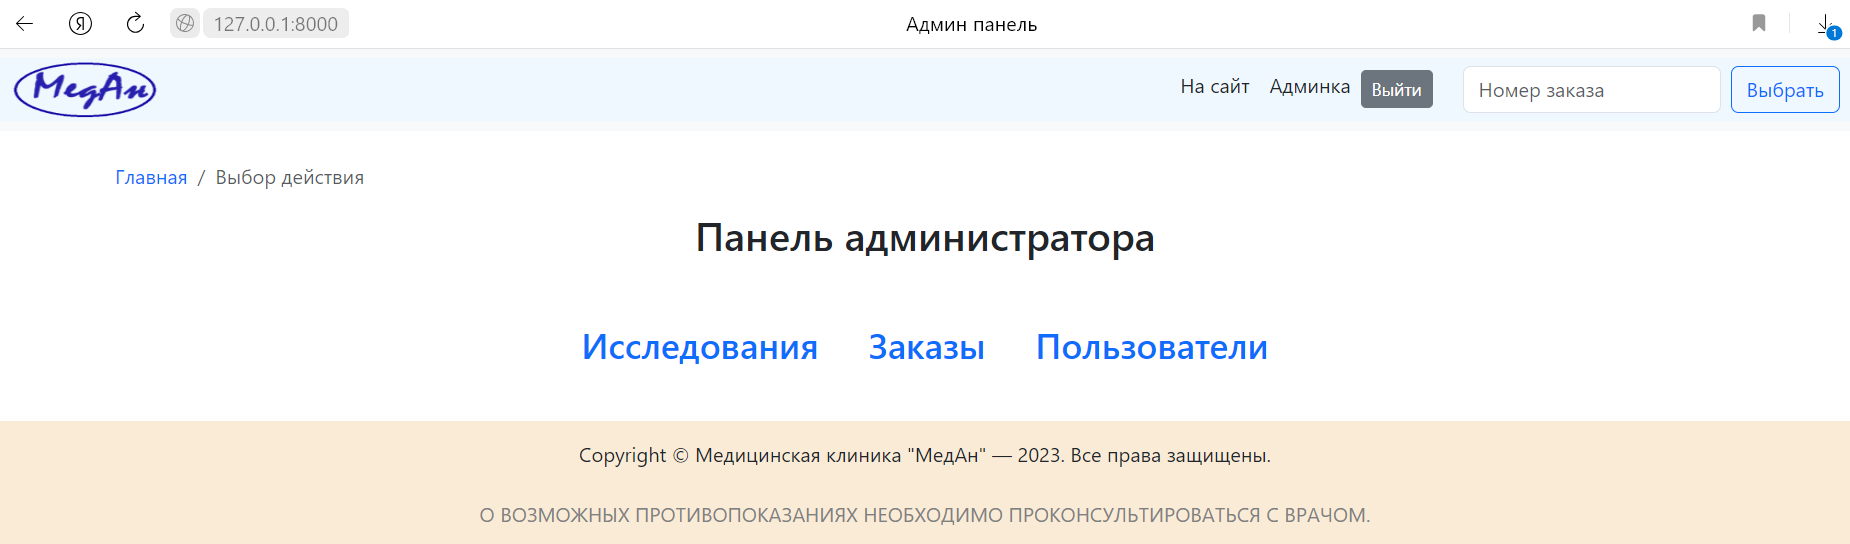 127.0.0.1:8000 Админ панель 1
МедАн На сайт Админка Выйти Номер заказа Выбрать
Главная / Выбор действия
Панель администратора
Исследования Заказы Пользователи
Copyright © Медицинская клиника "МедАн" — 2023. Все права защищены.
О ВОЗМОЖНЫХ ПРОТИВОПОКАЗАНИЯХ НЕОБХОДИМО ПРОКОНСУЛЬТИРОВАТЬСЯ С ВРАЧОМ.